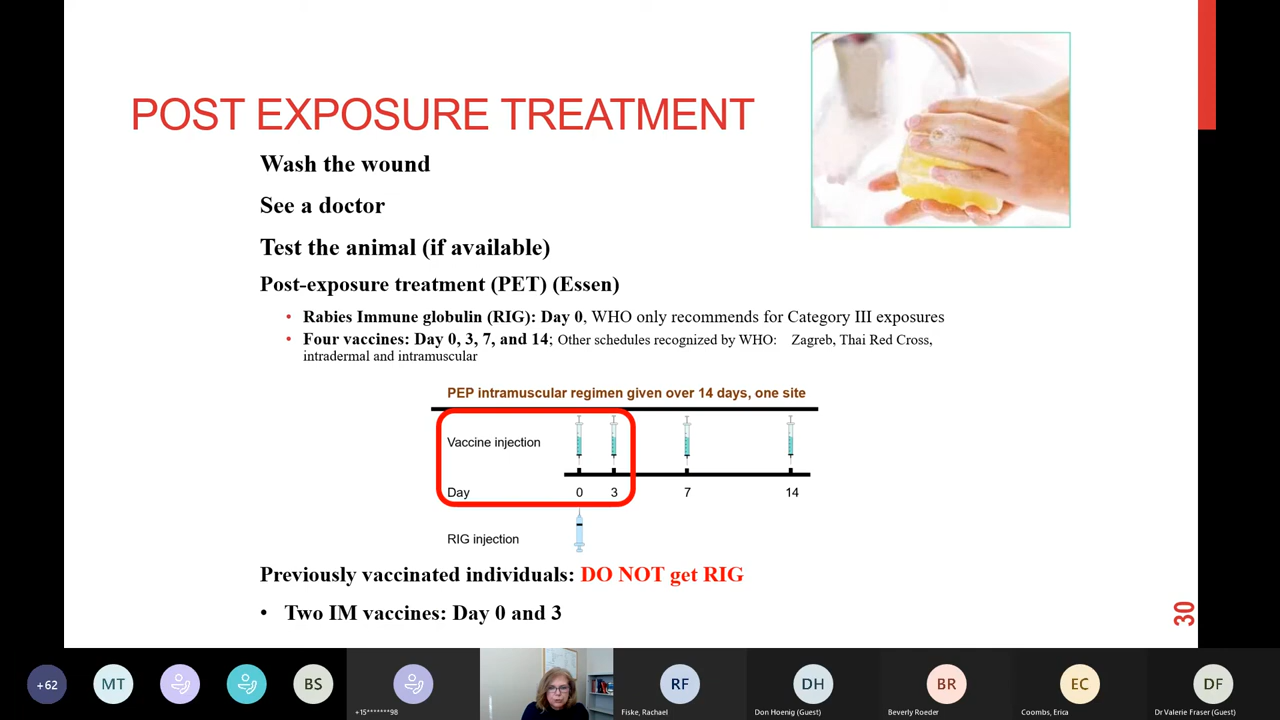 POST EXPOSURE TREATMENT
Wash the wound
See a doctor
Test the animal (if available)
Post-exposure treatment (PET) (Essen)
• Rabies Immune globulin (RIG): Day 0, WHO only recommends for Category III exposures
• Four vaccines: Day 0, 3, 7, and 14; Other schedules recognized by WHO: Zagreb, Thai Red Cross,
intradermal and intramuscular
PEP intramuscular regimen given over 14 days, one site
Vaccine injection
Day 0 3 7 14
RIG injection
Previously vaccinated individuals: DO NOT get RIG
• Two IM vaccines: Day 0 and 3
30
+62 MT BS RF DH BR EC DF
+15*******98 Fiske, Rachael Don Hoenig (Guest) Beverly Roeder Coombs, Erica Dr Valerie Fraser (Guest)